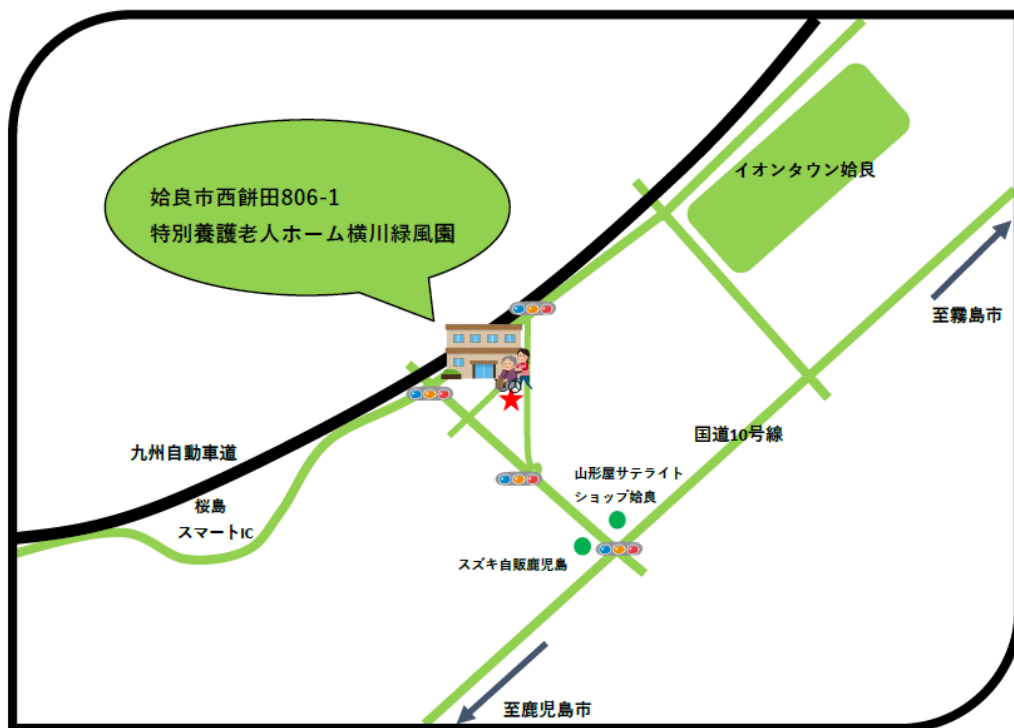 姶良市西餅田806-1
特別養護老人ホーム横川緑風園
イオンタウン姶良
至霧島市
国道10号線
九州自動車道
桜島
スマートIC
山形屋サテライト
ショップ姶良
スズキ自販鹿児島
至鹿児島市